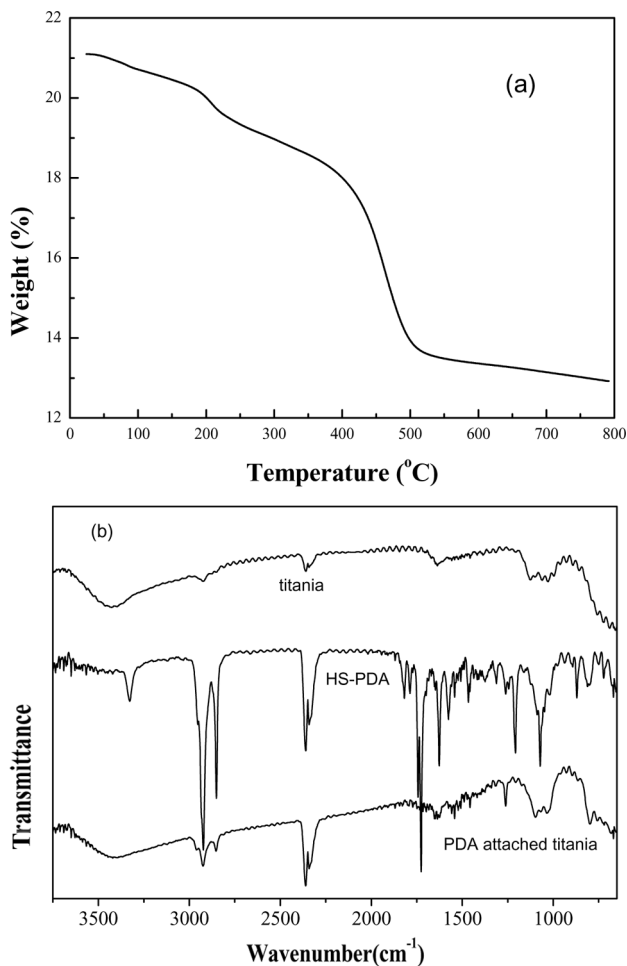 22
20
18
16
14
12
(a)
Weight (%)
0 100 200 300 400 500 600 700 800
Temperature (°C)
(b)
titania
HS-PDA
PDA attached titania
Transmittance
3500 3000 2500 2000 1500 1000
Wavenumber(cm⁻¹)